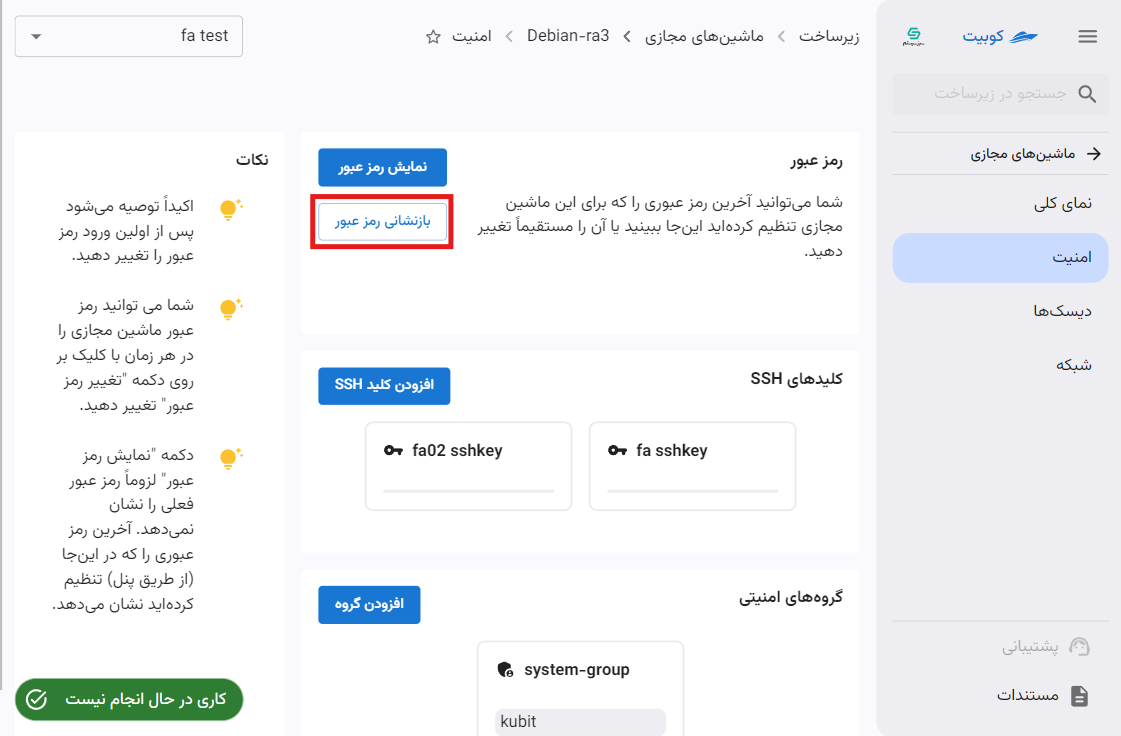 کوبیت
زیرساخت
ماشین‌های مجازی
Debian-ra3
امنیت
fa test
جستجو در زیرساخت
ماشین‌های مجازی
نمای کلی
امنیت
دیسک‌ها
شبکه
پشتیبانی
مستندات
رمز عبور
نمایش رمز عبور
بازنشانی رمز عبور
شما می‌توانید آخرین رمز عبوری را که برای این ماشین
مجازی تنظیم کرده‌اید این‌جا ببینید یا آن را مستقیماً تغییر
دهید.
کلیدهای SSH
افزودن کلید SSH
fa sshkey
fa02 sshkey
گروه‌های امنیتی
افزودن گروه
system-group
kubit
نکات
اکیداً توصیه می‌شود
پس از اولین ورود رمز
عبور را تغییر دهید.
شما می توانید رمز
عبور ماشین مجازی را
در هر زمان با کلیک بر
روی دکمه "تغییر رمز
عبور" تغییر دهید.
دکمه "نمایش رمز
عبور" لزوماً رمز عبور
فعلی را نشان
نمی‌دهد. آخرین رمز
عبوری را که در این‌جا
(از طریق پنل) تنظیم
کرده‌اید نشان می‌دهد.
کاری در حال انجام نیست